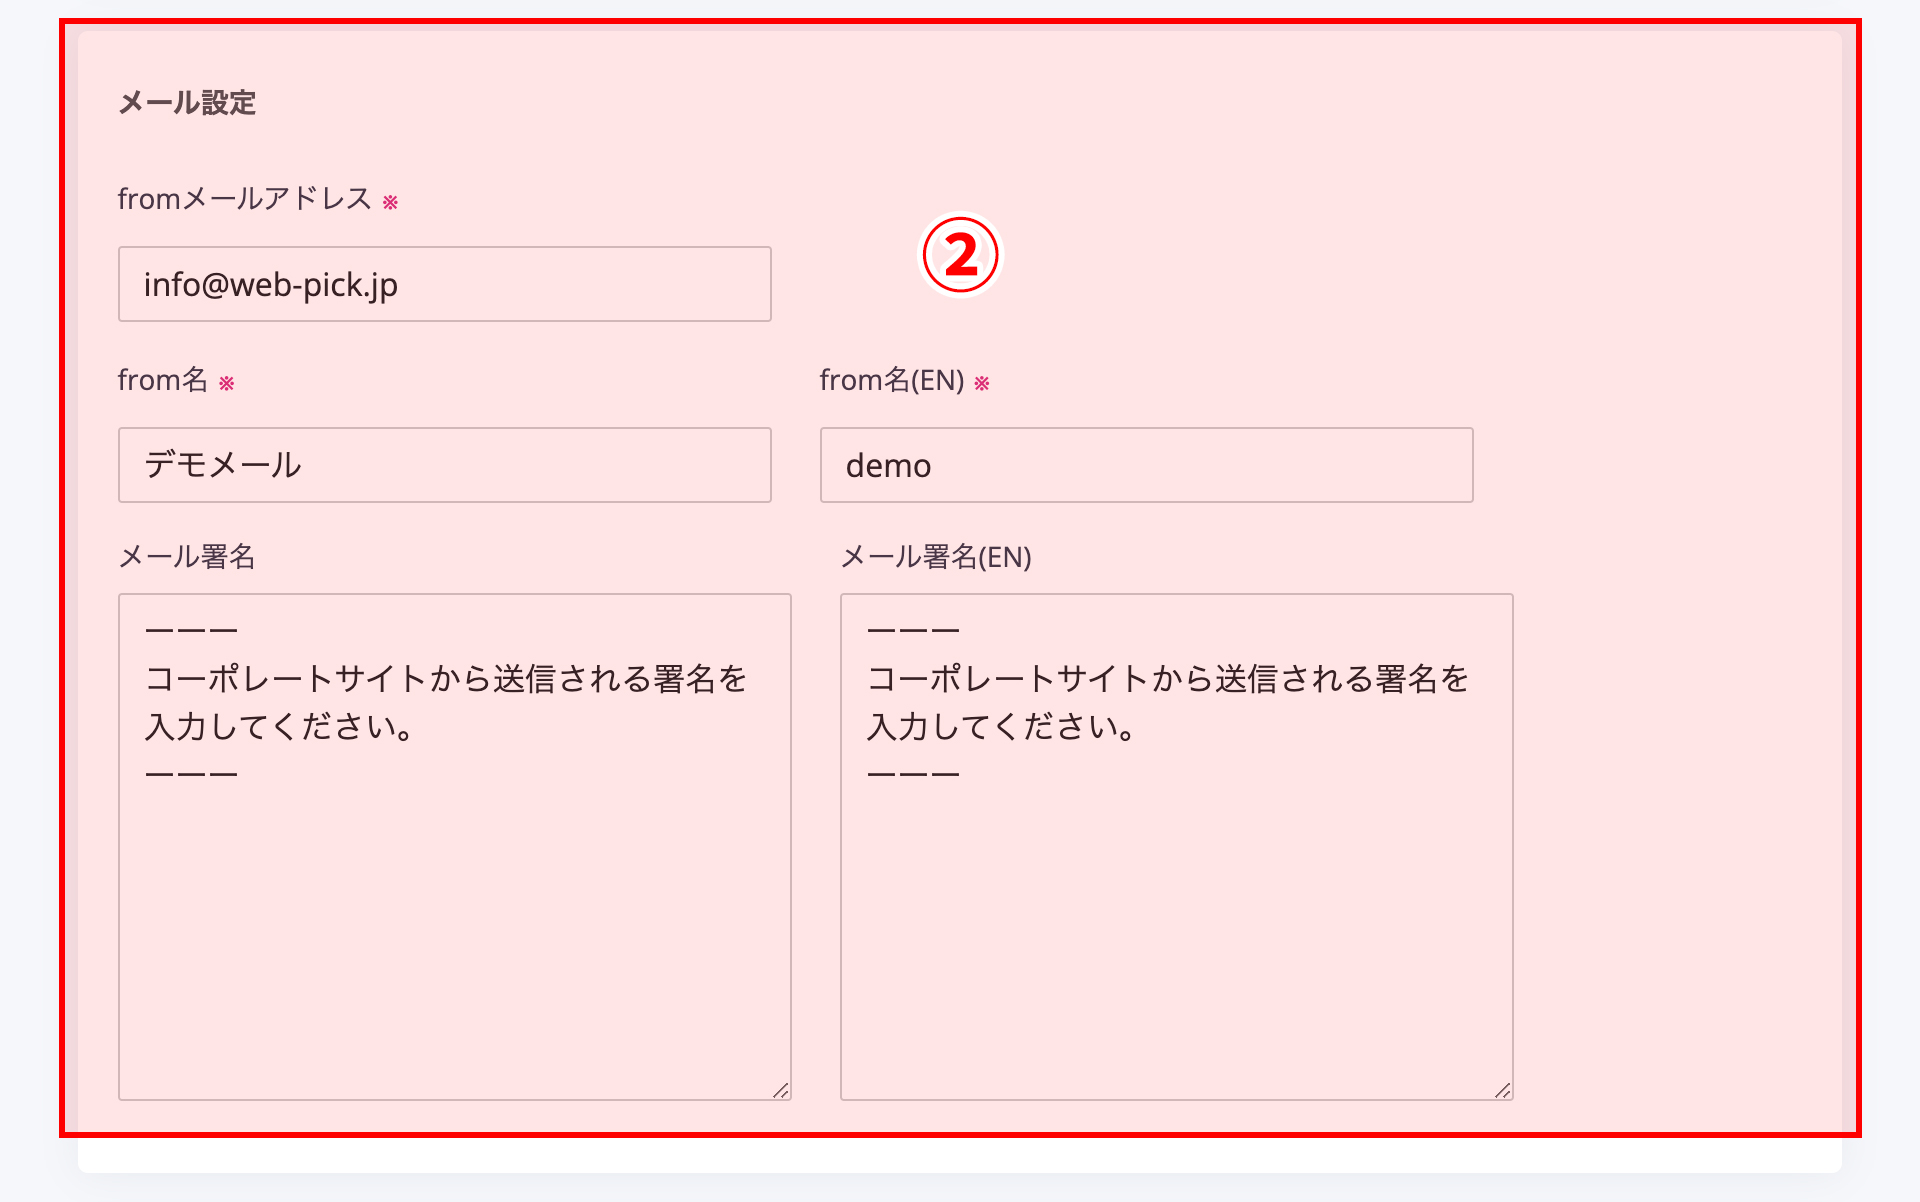 メール設定
fromメールアドレス ※
②
info@web-pick.jp
from名 ※
from名(EN) ※
デモメール
demo
メール署名
メール署名(EN)
ーーー
コーポレートサイトから送信される署名を
入力してください。
ーーー
ーーー
コーポレートサイトから送信される署名を
入力してください。
ーーー